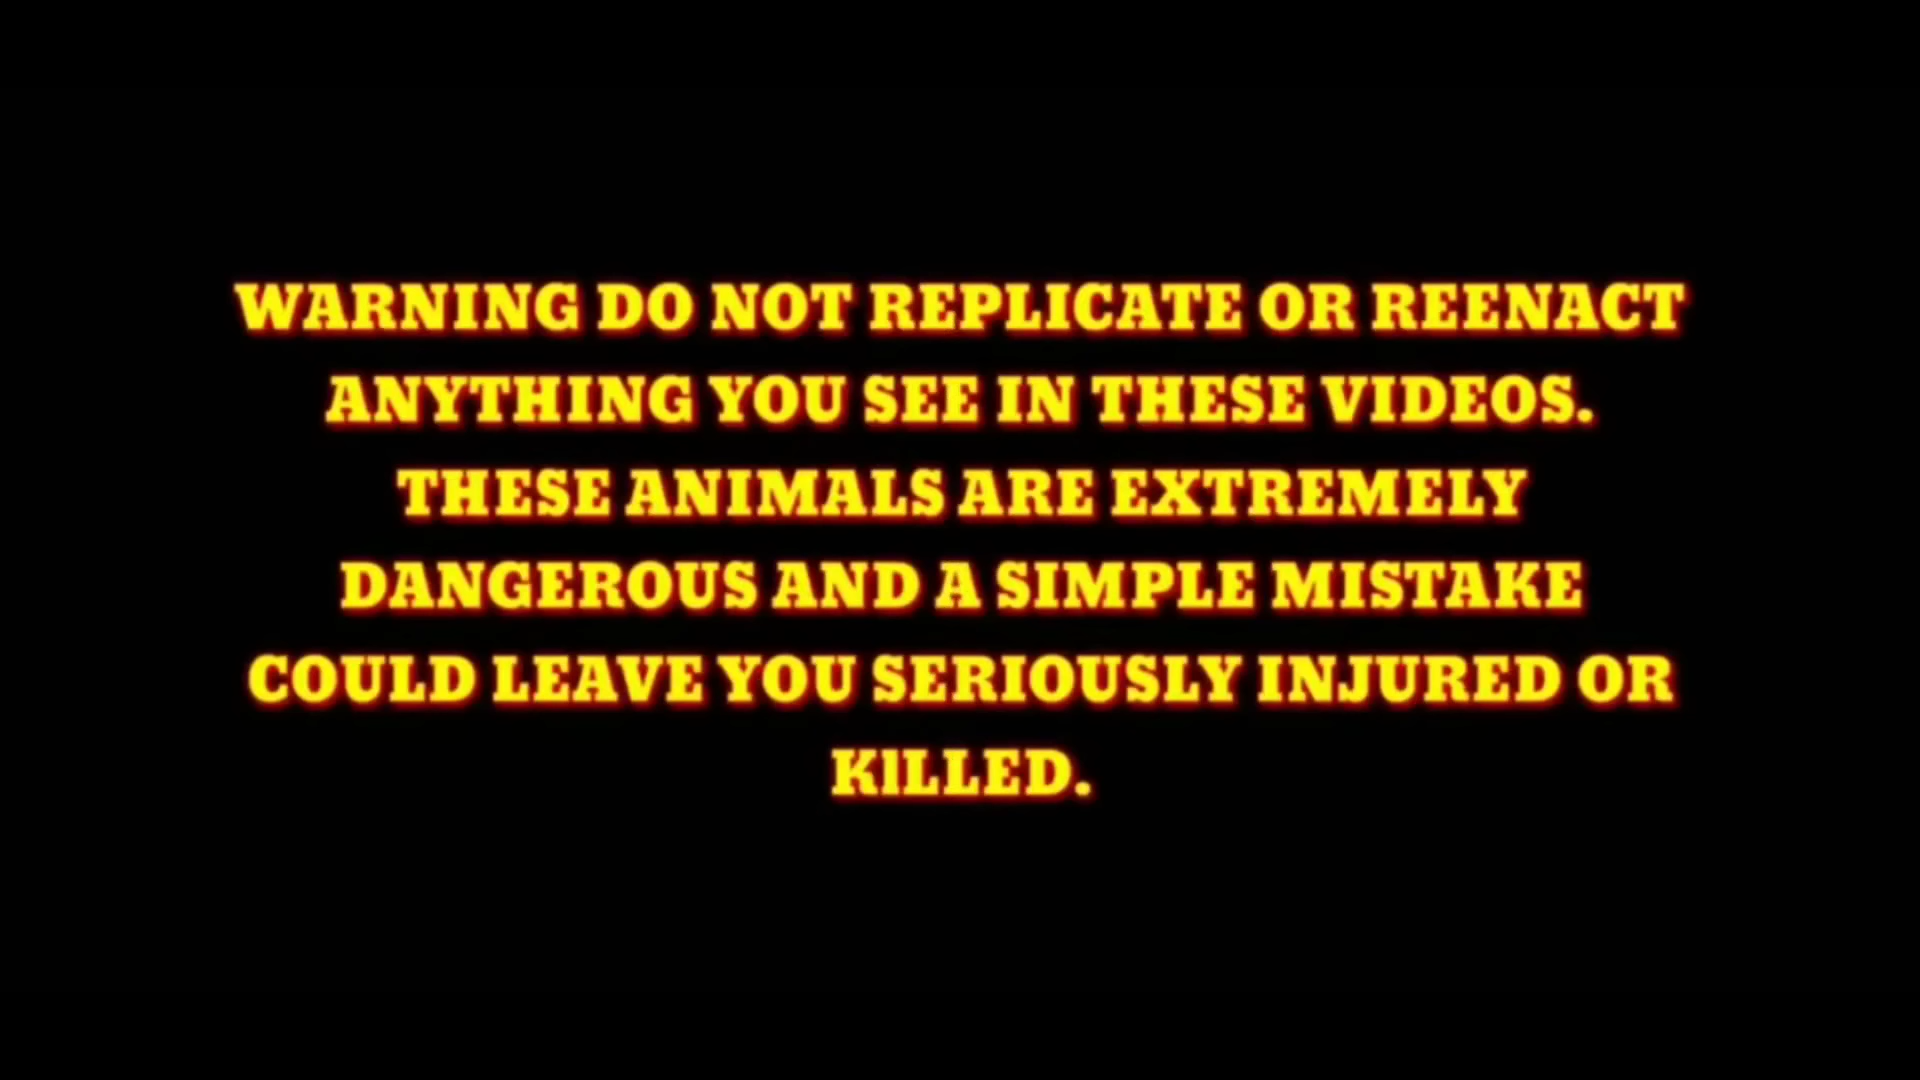 WARNING DO NOT REPLICATE OR REENACT
ANYTHING YOU SEE IN THESE VIDEOS.
THESE ANIMALS ARE EXTREMELY
DANGEROUS AND A SIMPLE MISTAKE
COULD LEAVE YOU SERIOUSLY INJURED OR
KILLED.